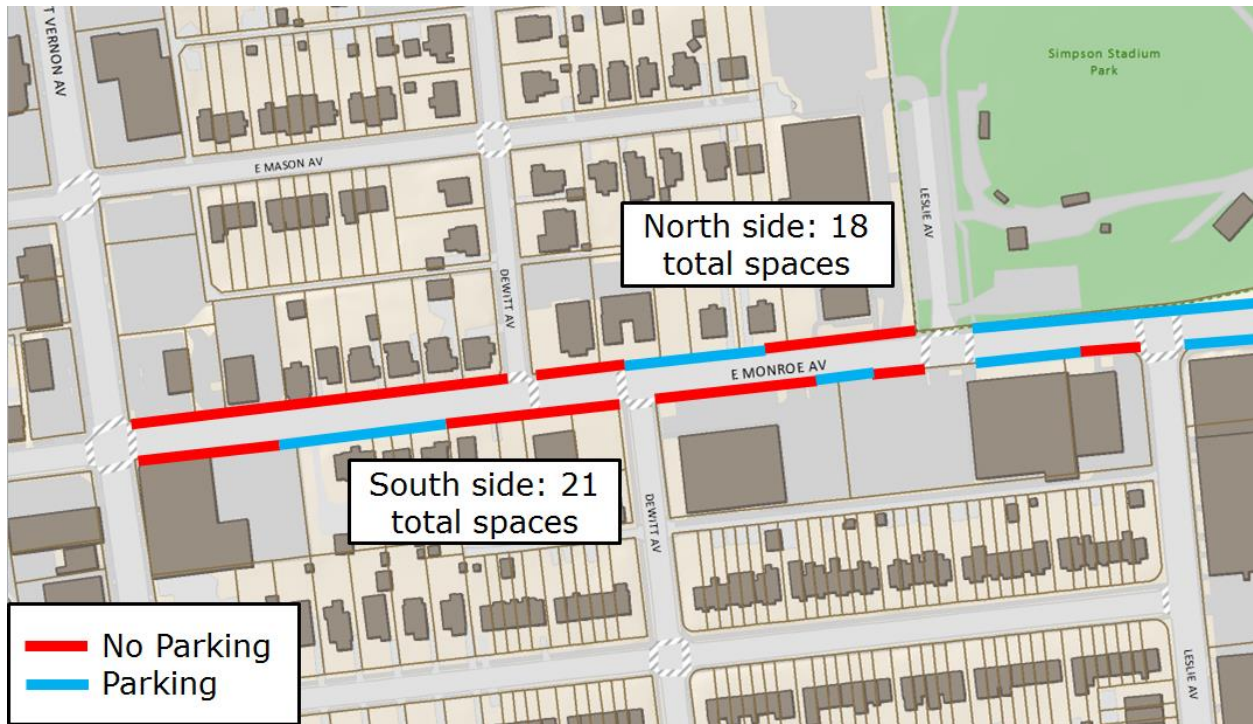 T VERNON AV
Simpson Stadium
Park
E MASON AV
LESLIE AV
North side: 18
total spaces
DEWITT AV
E MONROE AV
South side: 21
total spaces
DEWITT AV
No Parking
Parking
LESLIE AV